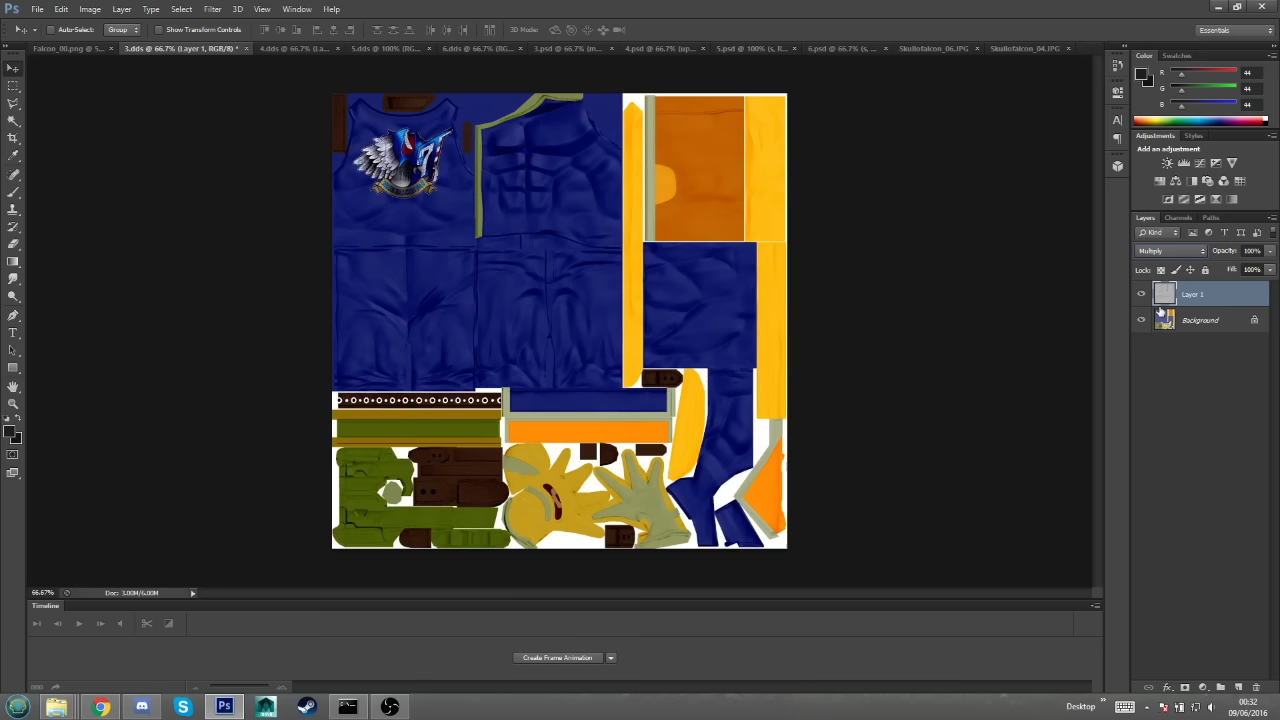 Ps File Edit Image Layer Type Select Filter 3D View Window Help
Auto-Select: Group Show Transform Controls 3D Mode: Essentials
Falcon_00.png @ 5... × 3.dds @ 66.7% (Layer 1, RGB/8) * × 4.dds @ 66.7% (La... × 5.dds @ 100% (RG... × 6.dds @ 66.7% (RG... × 3.psd @ 66.7% (m... × 4.psd @ 66.7% (up... × 5.psd @ 100% (s, R... × 6.psd @ 66.7% (s, ... × Skullofalcon_06.JPG × Skullofalcon_04.JPG ×
Color Swatches
R 44
G 44
B 44
Adjustments Styles
Add an adjustment
Layers Channels Paths
Kind
Multiply Opacity: 100%
Lock: Fill: 100%
Layer 1
Background
66.67% Doc: 3.00M/6.00M
Timeline
Create Frame Animation
Desktop »
00:32
09/06/2016